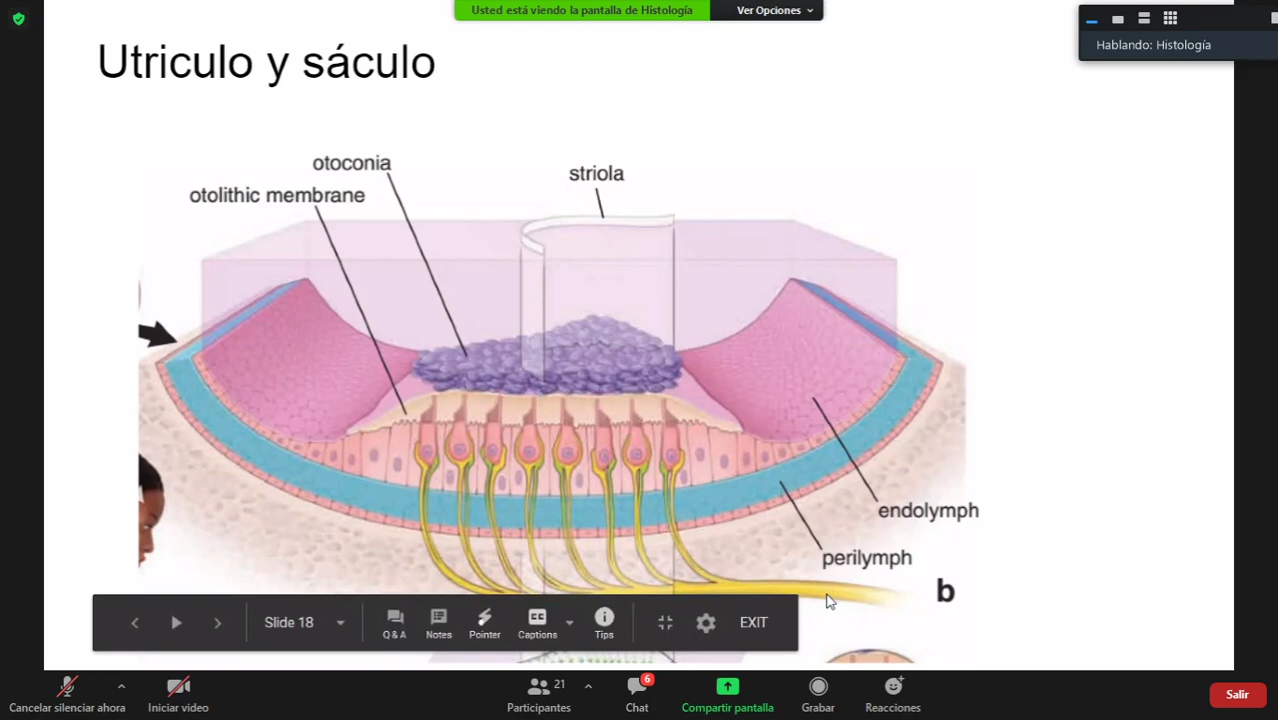 Usted está viendo la pantalla de Histología
Ver Opciones
Hablando: Histología
Utriculo y sáculo
otoconia
otolithic membrane
striola
endolymph
perilymph
b
Slide 18
Q & A
Notes
Pointer
Captions
Tips
EXIT
Cancelar silenciar ahora
Iniciar video
21
Participantes
6
Chat
Compartir pantalla
Grabar
Reacciones
Salir